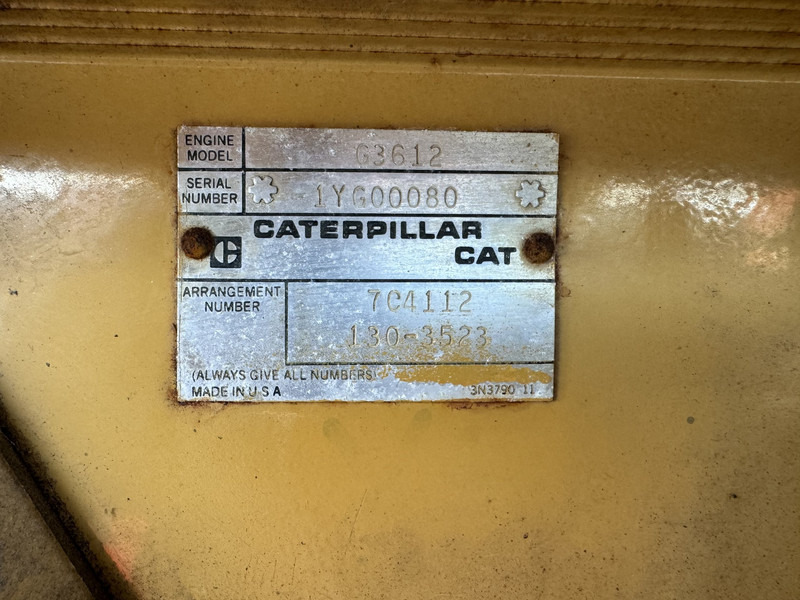 ENGINE MODEL G3612
SERIAL NUMBER 1YG00080
CATERPILLAR
CAT
ARRANGEMENT NUMBER 7C4112
130-3523
(ALWAYS GIVE ALL NUMBERS)
MADE IN U S A 3N3790 11